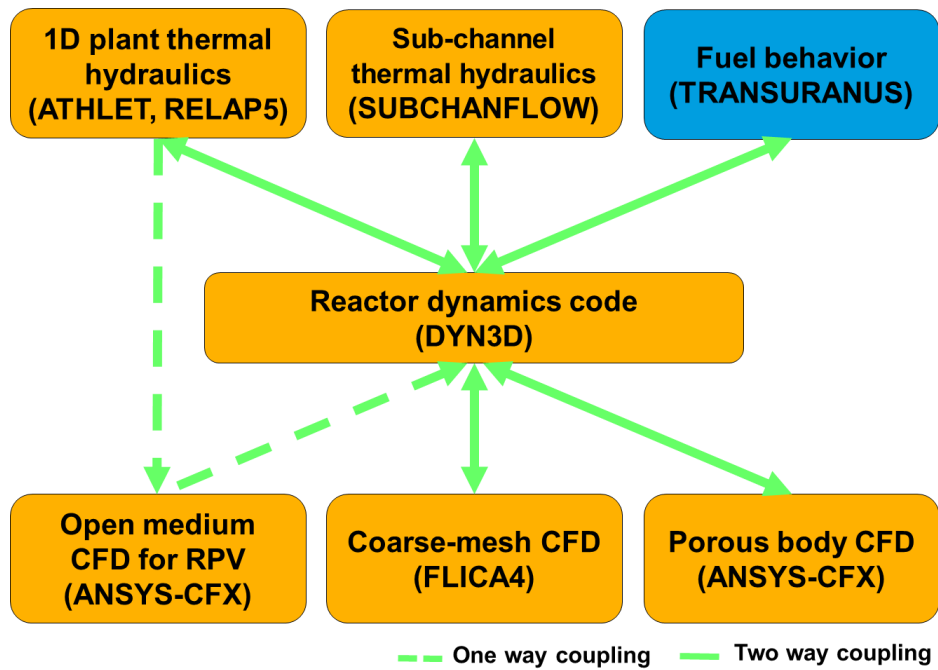 1D plant thermal
hydraulics
(ATHLET, RELAP5)
Sub-channel
thermal hydraulics
(SUBCHANFLOW)
Fuel behavior
(TRANSURANUS)
Reactor dynamics code
(DYN3D)
Open medium
CFD for RPV
(ANSYS-CFX)
Coarse-mesh CFD
(FLICA4)
Porous body CFD
(ANSYS-CFX)
One way coupling
Two way coupling